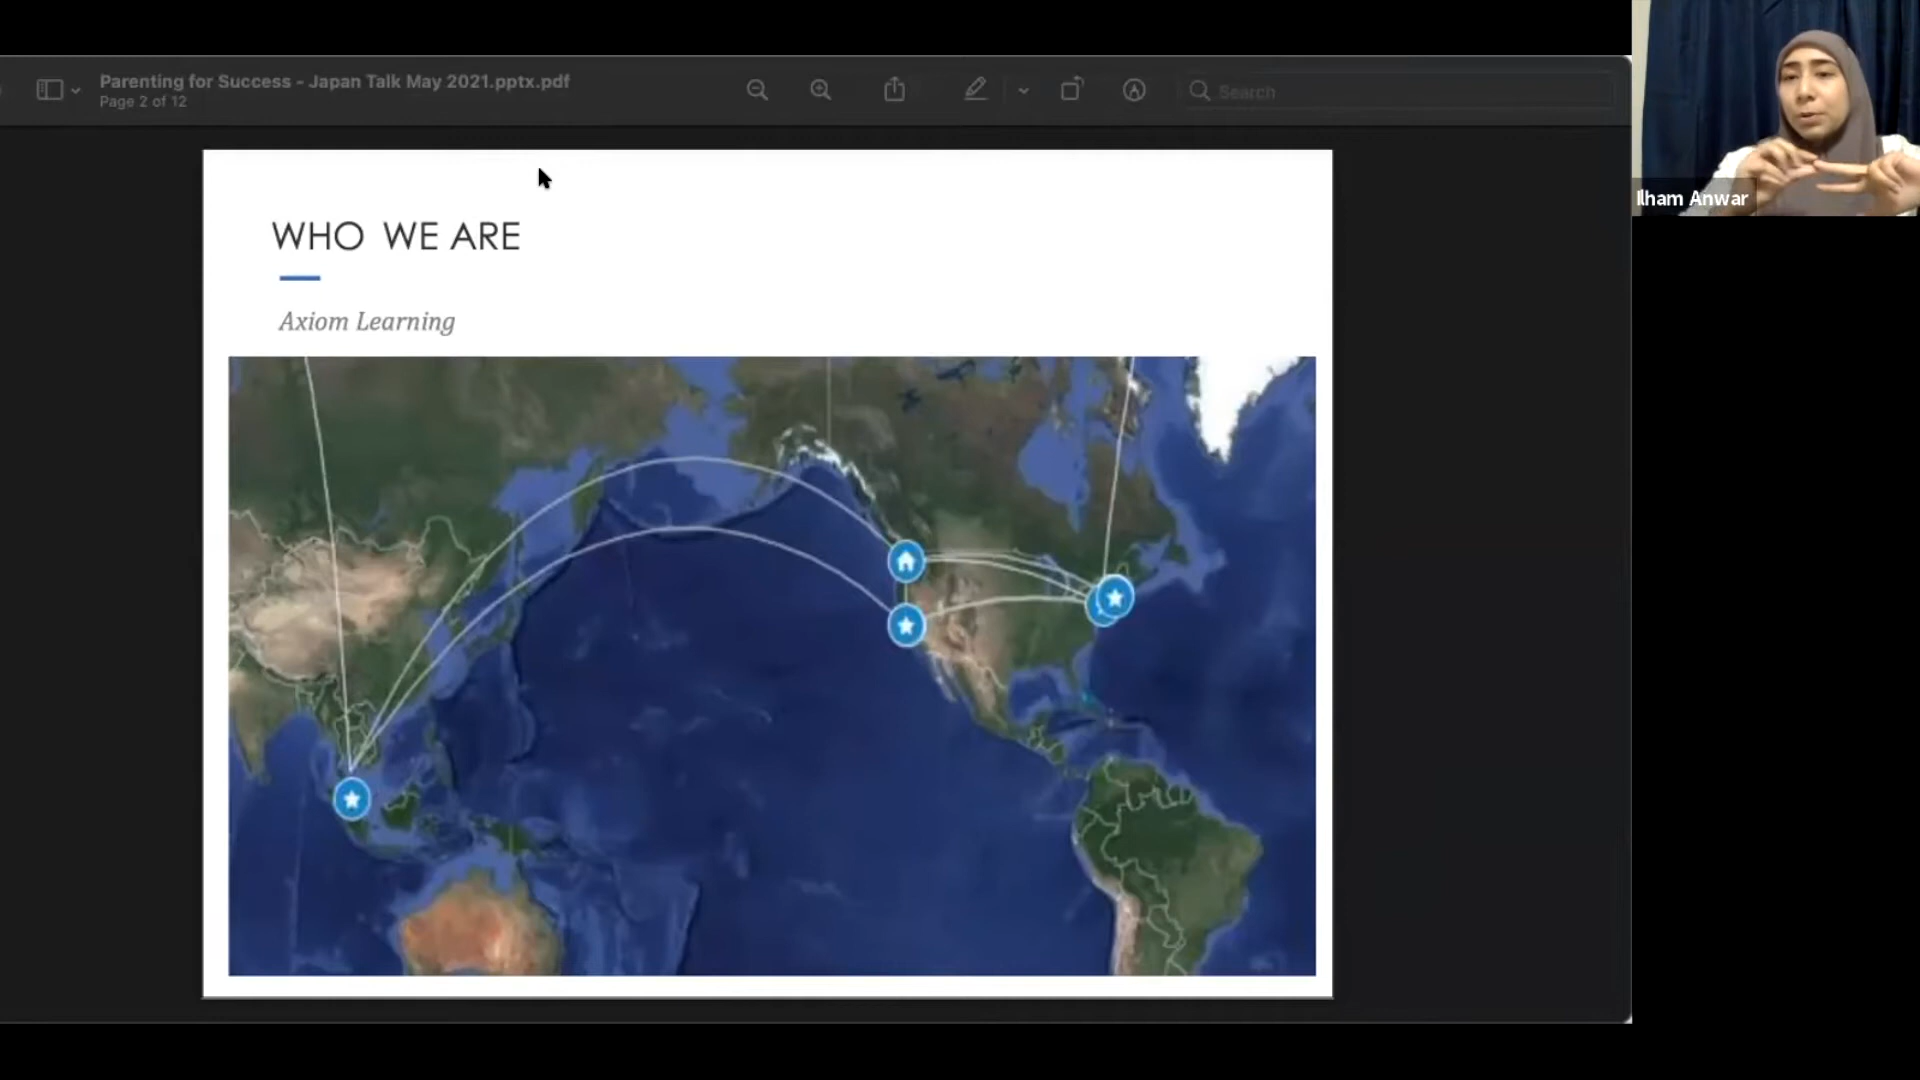 Parenting for Success - Japan Talk May 2021.pptx.pdf
Page 2 of 12
Search
Ilham Anwar
WHO WE ARE
Axiom Learning